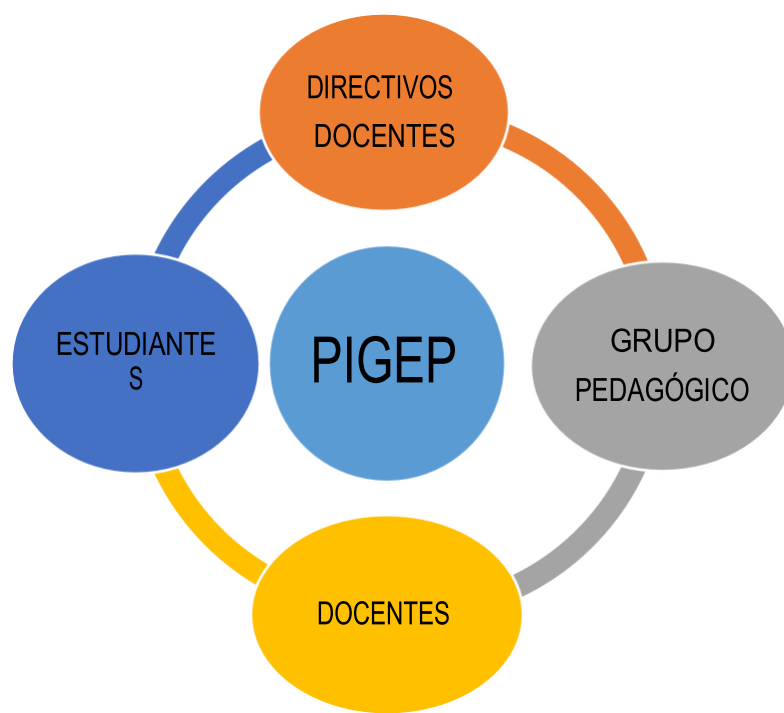 DIRECTIVOS
DOCENTES
ESTUDIANTE
S
PIGEP
GRUPO
PEDAGÓGICO
DOCENTES